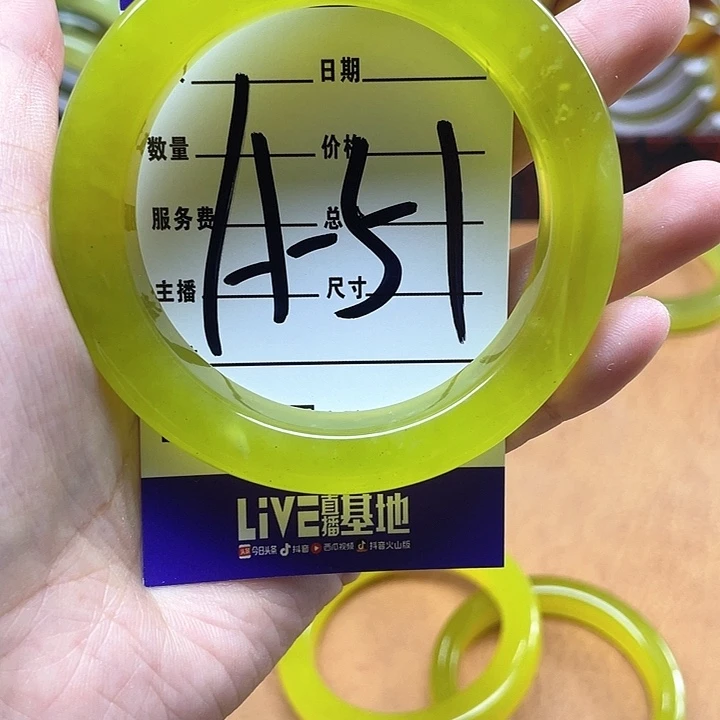 日期
数量 价格
服务费 总
主播 尺寸
A-51
LiVE直播基地
今日头条 抖音 西瓜视频 抖音火山版